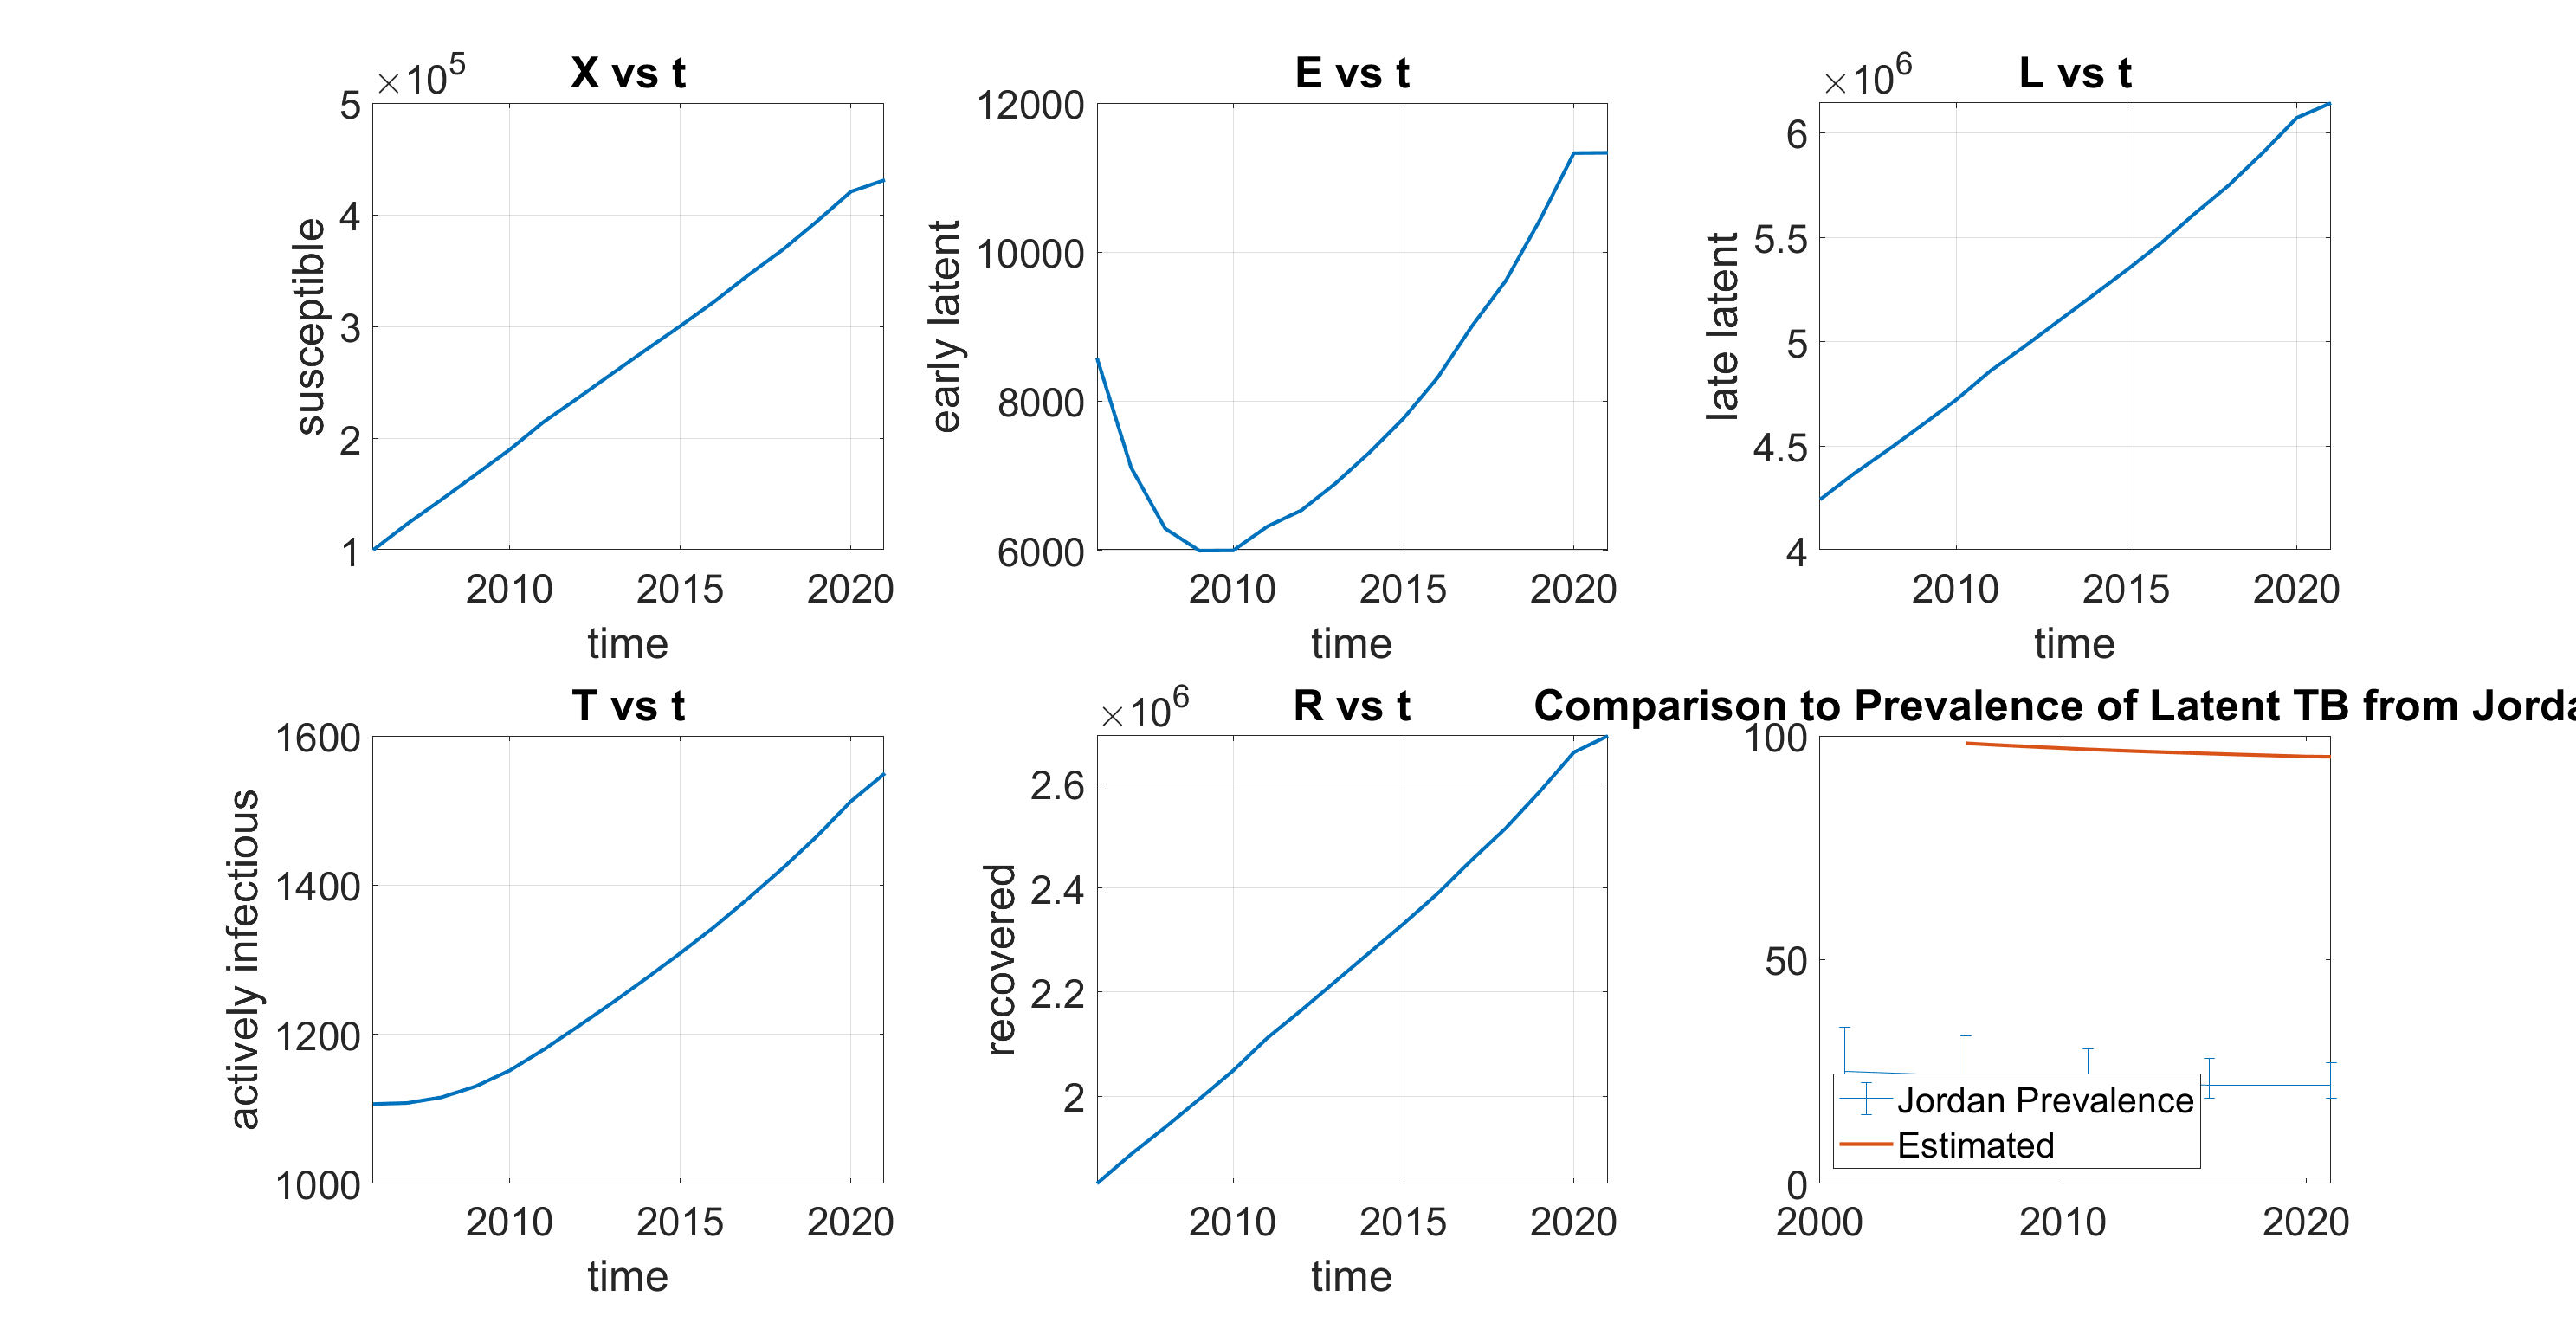 X vs t
×10^5
5
4
3
2
1
susceptible
2010 2015 2020
time
E vs t
12000
10000
8000
6000
early latent
2010 2015 2020
time
L vs t
×10^6
6
5.5
5
4.5
4
late latent
2010 2015 2020
time
T vs t
1600
1400
1200
1000
actively infectious
2010 2015 2020
time
R vs t
×10^6
2.6
2.4
2.2
2
recovered
2010 2015 2020
time
Comparison to Prevalence of Latent TB from Jorda
100
50
0
Jordan Prevalence
Estimated
2000 2010 2020